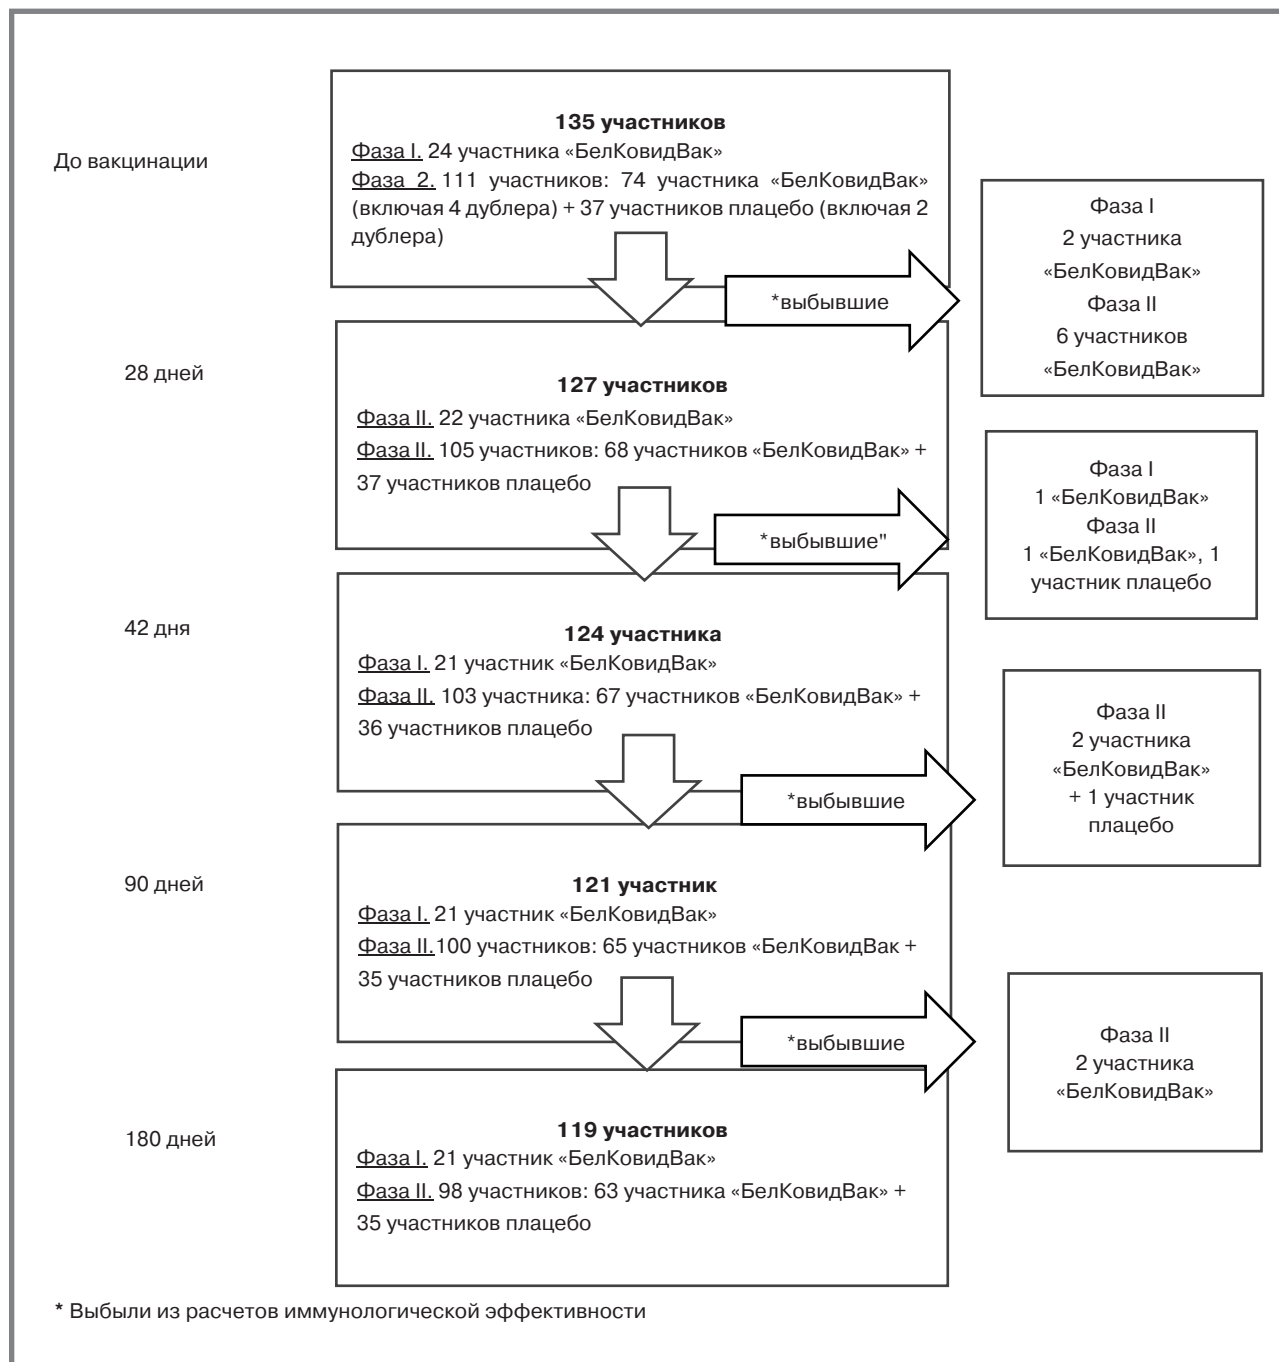 До вакцинации
135 участников
Фаза I. 24 участника «БелКовидВак»
Фаза 2. 111 участников: 74 участника «БелКовидВак»
(включая 4 дублера) + 37 участников плацебо (включая 2
дублера)
*выбывшие
Фаза I
2 участника
«БелКовидВак»
Фаза II
6 участников
«БелКовидВак»
28 дней
127 участников
Фаза II. 22 участника «БелКовидВак»
Фаза II. 105 участников: 68 участников «БелКовидВак» +
37 участников плацебо
*выбывшие"
Фаза I
1 «БелКовидВак»
Фаза II
1 «БелКовидВак», 1
участник плацебо
42 дня
124 участника
Фаза I. 21 участник «БелКовидВак»
Фаза II. 103 участника: 67 участников «БелКовидВак» +
36 участников плацебо
*выбывшие
Фаза II
2 участника
«БелКовидВак»
+ 1 участник
плацебо
90 дней
121 участник
Фаза I. 21 участник «БелКовидВак»
Фаза II.100 участников: 65 участников «БелКовидВак +
35 участников плацебо
*выбывшие
Фаза II
2 участника
«БелКовидВак»
180 дней
119 участников
Фаза I. 21 участник «БелКовидВак»
Фаза II. 98 участников: 63 участника «БелКовидВак» +
35 участников плацебо
* Выбыли из расчетов иммунологической эффективности